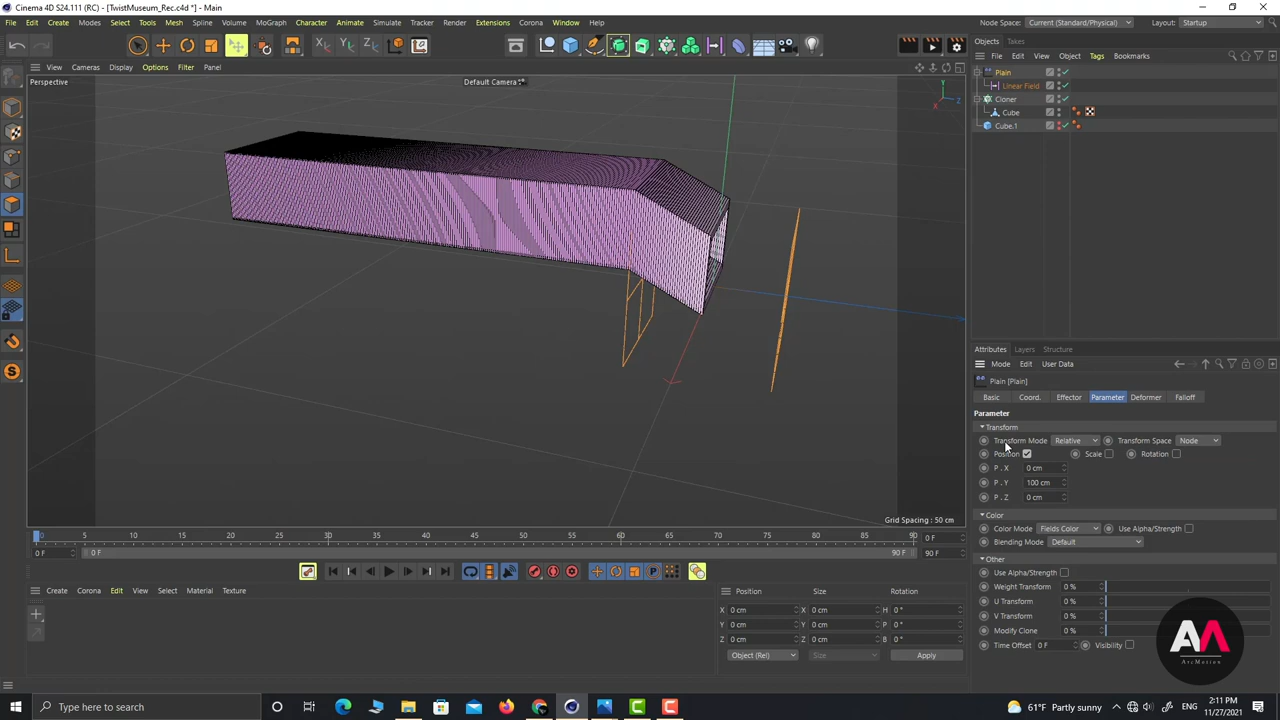 Cinema 4D S24.111 (RC) - [TwistMuseum_Rec.c4d *] - Main
File Edit Create Modes Select Tools Mesh Spline Volume MoGraph Character Animate Simulate Tracker Render Extensions Corona Window Help
Node Space: Current (Standard/Physical) Layout: Startup
X Y Z
Objects Takes
File Edit View Object Tags Bookmarks
View Cameras Display Options Filter Panel
Perspective
Default Camera
Y
X Z
Plain
Linear Field
Cloner
Cube
Cube.1
Attributes Layers Structure
Mode Edit User Data
Plain [Plain]
Basic Coord. Effector Parameter Deformer Falloff
Parameter
Transform
Transform Mode Relative Transform Space Node
Position Scale Rotation
P . X 0 cm
P . Y 100 cm
P . Z 0 cm
Color
Color Mode Fields Color Use Alpha/Strength
Blending Mode Default
Other
Use Alpha/Strength
Weight Transform 0 %
U Transform 0 %
V Transform 0 %
Modify Clone 0 %
Time Offset 0 F Visibility
Grid Spacing : 50 cm
0 5 10 15 20 25 30 35 40 45 50 55 60 65 70 75 80 85 90 0 F
0 F 0 F 90 F 90 F
Create Corona Edit View Select Material Texture
Position Size Rotation
X 0 cm X 0 cm H 0 °
Y 0 cm Y 0 cm P 0 °
Z 0 cm Z 0 cm B 0 °
Object (Rel) Size Apply
AM
ArcMotion
Type here to search
61°F Partly sunny
ENG
2:11 PM
11/27/2021